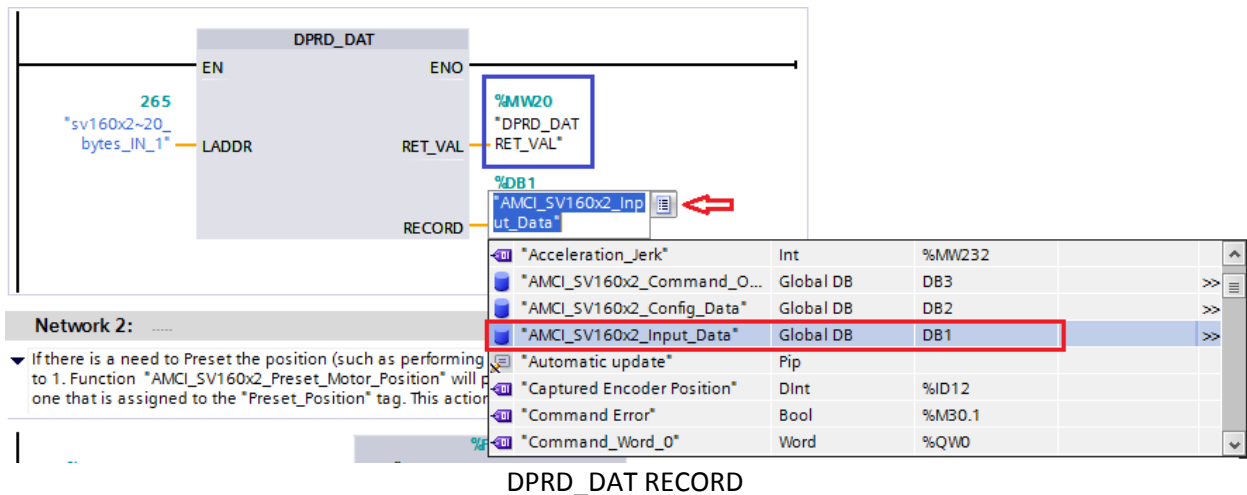 DPRD_DAT
EN ENO
265
"sv160x2~20_
bytes_IN_1" LADDR
%MW20
"DPRD_DAT
RET_VAL RET_VAL"
%DB1
"AMCI_SV160x2_Inp
RECORD ut_Data"
"Acceleration_Jerk" Int %MW232
"AMCI_SV160x2_Command_O... Global DB DB3 >>
"AMCI_SV160x2_Config_Data" Global DB DB2 >>
"AMCI_SV160x2_Input_Data" Global DB DB1 >>
"Automatic update" Pip
"Captured Encoder Position" DInt %ID12
"Command Error" Bool %M30.1
"Command_Word_0" Word %QW0
Network 2: .....
If there is a need to Preset the position (such as performing
to 1. Function "AMCI_SV160x2_Preset_Motor_Position" will
one that is assigned to the "Preset_Position" tag. This action
DPRD_DAT RECORD